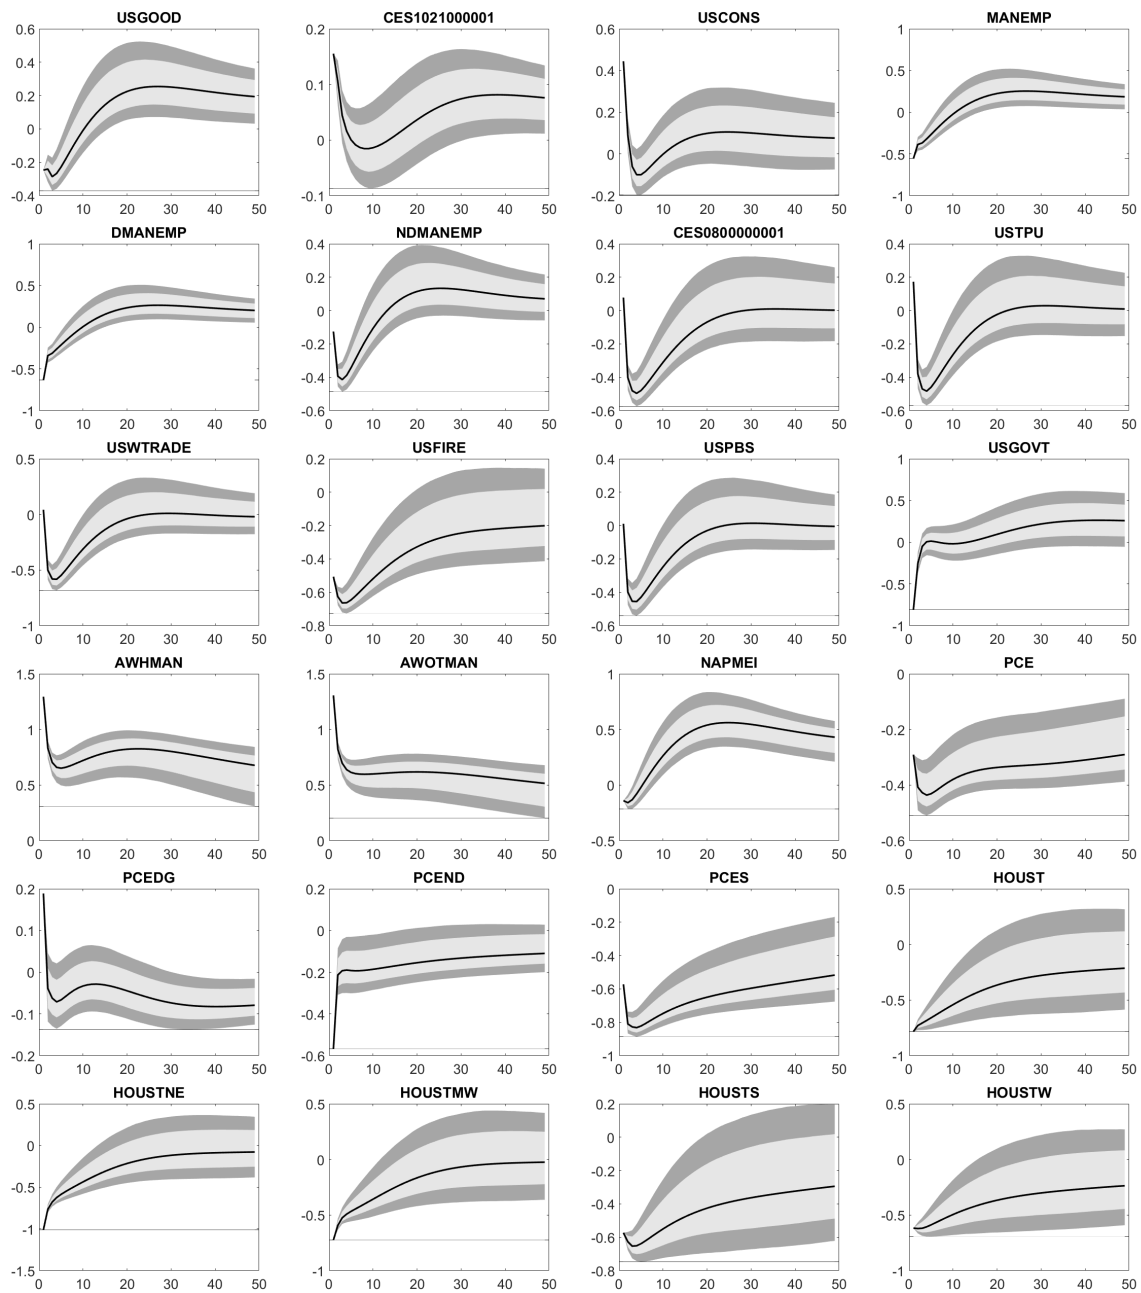 USGOOD
0.6
0.4
0.2
0
-0.2
-0.4
0 10 20 30 40 50
CES1021000001
0.2
0.1
0
-0.1
0 10 20 30 40 50
USCONS
0.6
0.4
0.2
0
-0.2
0 10 20 30 40 50
MANEMP
1
0.5
0
-0.5
-1
0 10 20 30 40 50
DMANEMP
1
0.5
0
-0.5
-1
0 10 20 30 40 50
NDMANEMP
0.4
0.2
0
-0.2
-0.4
-0.6
0 10 20 30 40 50
CES0800000001
0.4
0.2
0
-0.2
-0.4
-0.6
0 10 20 30 40 50
USTPU
0.4
0.2
0
-0.2
-0.4
-0.6
0 10 20 30 40 50
USWTRADE
0.5
0
-0.5
-1
0 10 20 30 40 50
USFIRE
0.2
0
-0.2
-0.4
-0.6
-0.8
0 10 20 30 40 50
USPBS
0.4
0.2
0
-0.2
-0.4
-0.6
0 10 20 30 40 50
USGOVT
1
0.5
0
-0.5
-1
0 10 20 30 40 50
AWHMAN
1.5
1
0.5
0
0 10 20 30 40 50
AWOTMAN
1.5
1
0.5
0
0 10 20 30 40 50
NAPMEI
1
0.5
0
-0.5
0 10 20 30 40 50
PCE
0
-0.2
-0.4
-0.6
0 10 20 30 40 50
PCEDG
0.2
0.1
0
-0.1
-0.2
0 10 20 30 40 50
PCEND
0.2
0
-0.2
-0.4
-0.6
0 10 20 30 40 50
PCES
0
-0.2
-0.4
-0.6
-0.8
-1
0 10 20 30 40 50
HOUST
0.5
0
-0.5
-1
0 10 20 30 40 50
HOUSTNE
0.5
0
-0.5
-1
-1.5
0 10 20 30 40 50
HOUSTMW
0.5
0
-0.5
-1
0 10 20 30 40 50
HOUSTS
0.2
0
-0.2
-0.4
-0.6
-0.8
0 10 20 30 40 50
HOUSTW
0.5
0
-0.5
-1
0 10 20 30 40 50